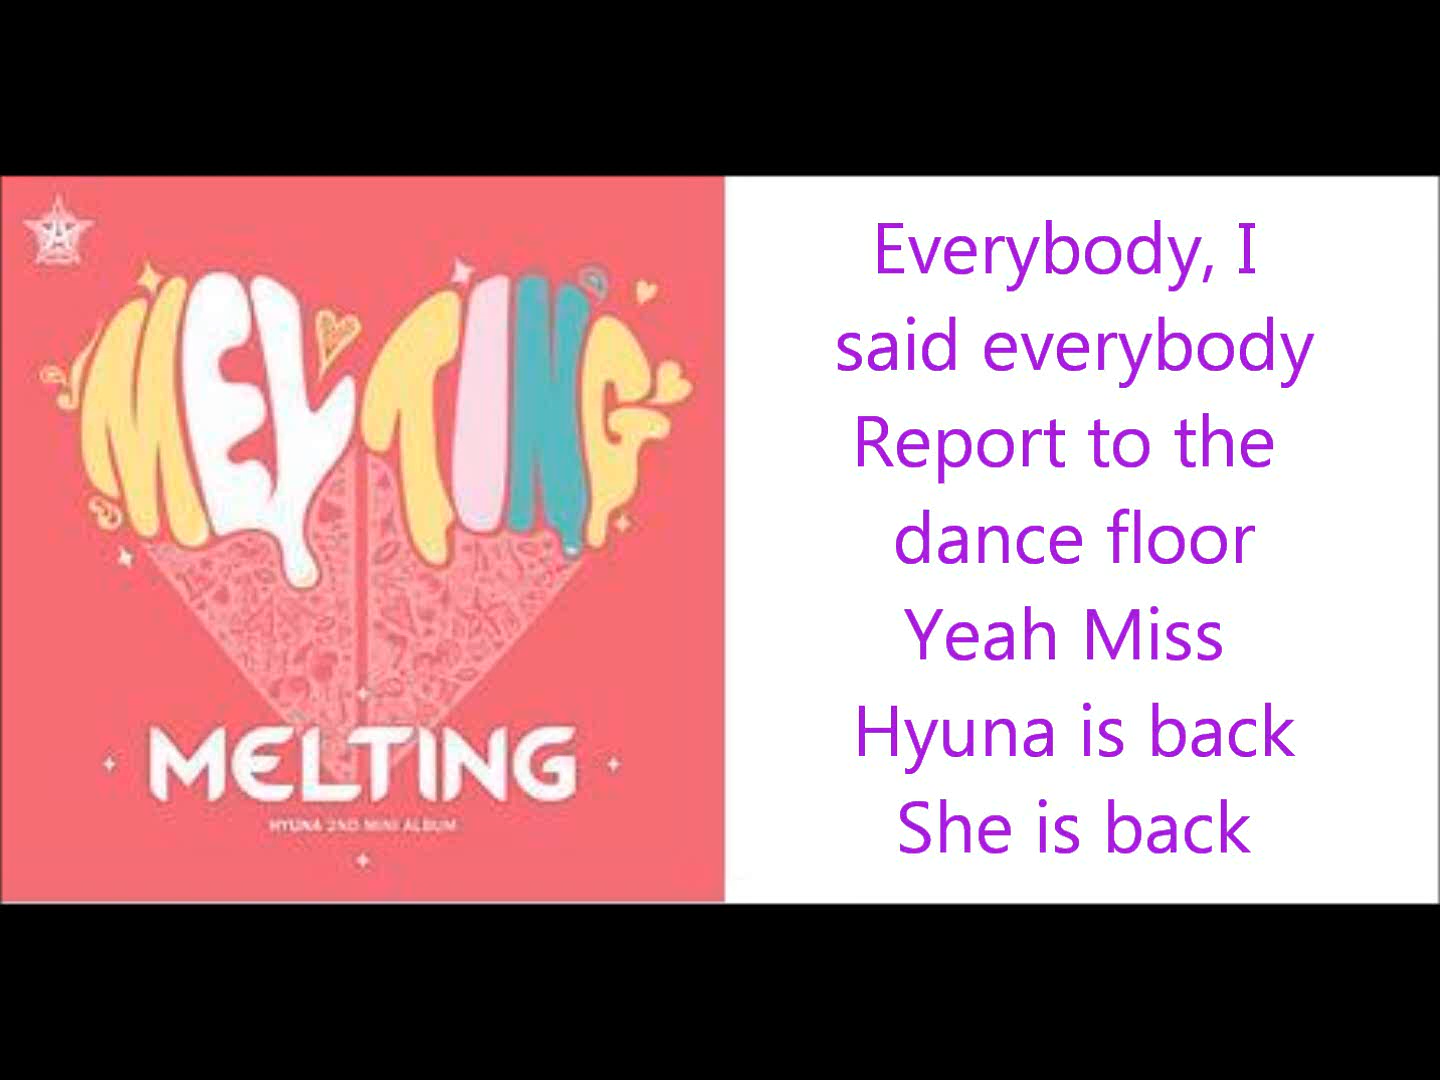 MELTING
MELTING
HYUNA 2ND MINI ALBUM
Everybody, I
said everybody
Report to the
dance floor
Yeah Miss
Hyuna is back
She is back